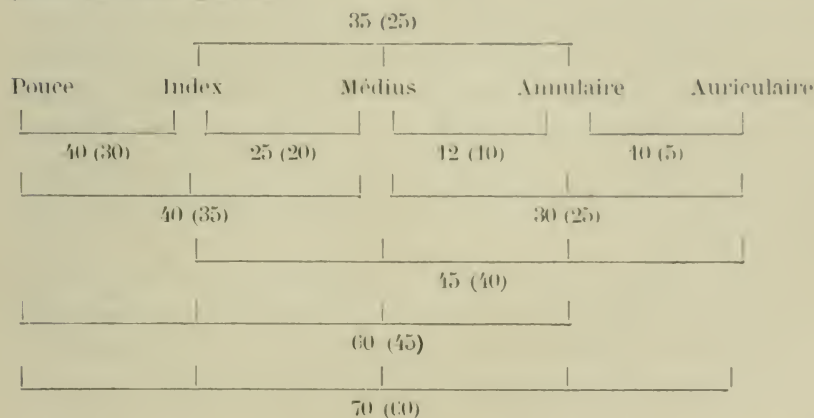 35 (25)
Pouce Index Médius Annulaire Auriculaire
40 (30) 25 (20) 12 (10) 10 (5)
40 (35) 30 (25)
45 (40)
60 (45)
70 (60)